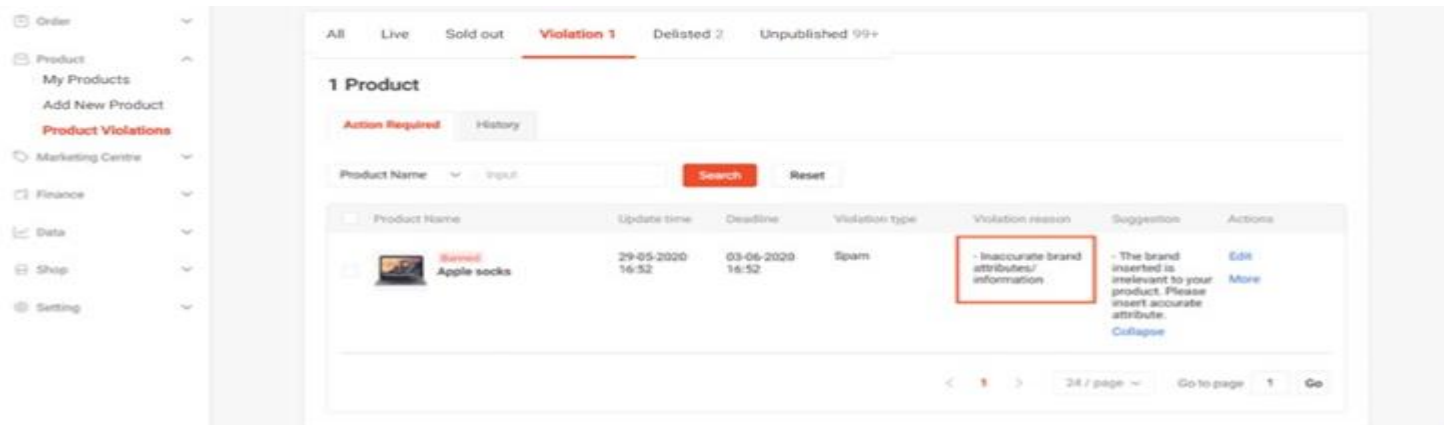 Order
Product
My Products
Add New Product
Product Violations
Marketing Centre
Finance
Data
Shop
Setting
All Live Sold out Violation 1 Delisted 2 Unpublished 99+
1 Product
Action Required History
Product Name Input Search Reset
Product Name Update time Deadline Violation type Violation reason Suggestion Actions
Banned
Apple socks
29-05-2020
16:52
03-06-2020
16:52
Spam
- Inaccurate brand
attributes/
information
- The brand
inserted is
irrelevant to your
product. Please
insert accurate
attribute.
Collapse
Edit
More
< 1 > 24 / page Go to page 1 Go